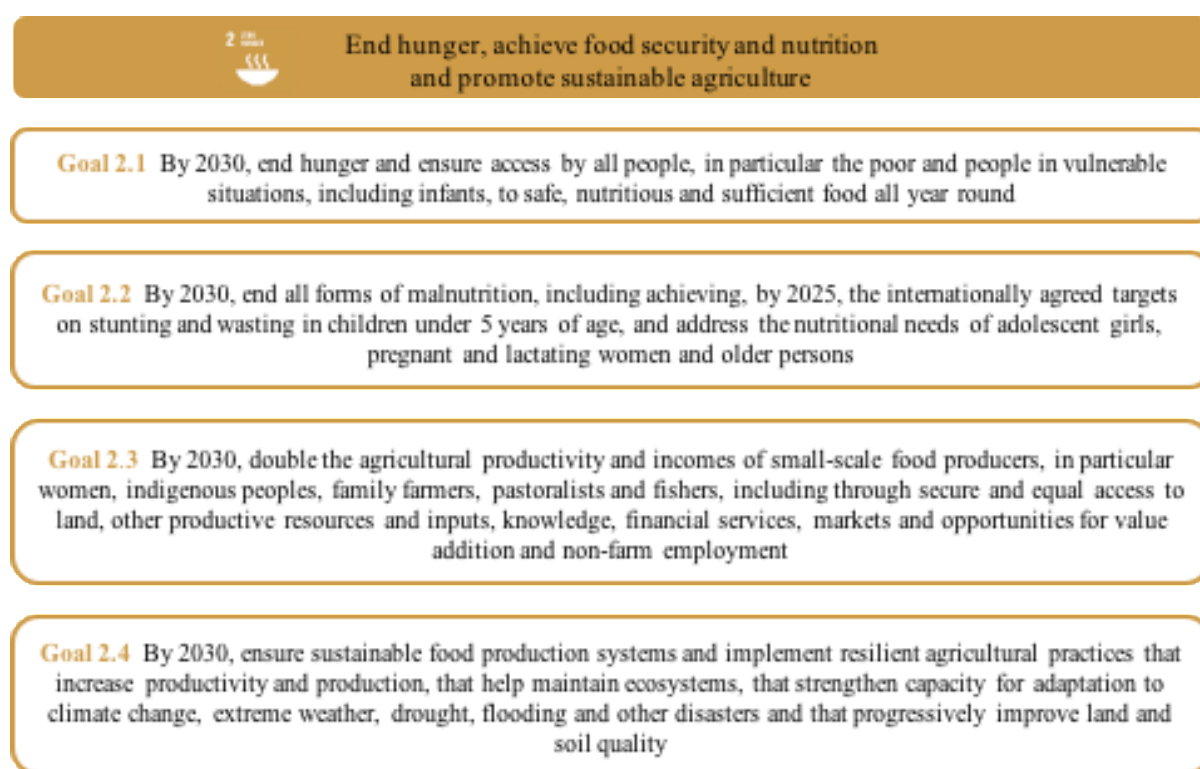 2
End hunger, achieve food security and nutrition
and promote sustainable agriculture
Goal 2.1 By 2030, end hunger and ensure access by all people, in particular the poor and people in vulnerable
situations, including infants, to safe, nutritious and sufficient food all year round
Goal 2.2 By 2030, end all forms of malnutrition, including achieving, by 2025, the internationally agreed targets
on stunting and wasting in children under 5 years of age, and address the nutritional needs of adolescent girls,
pregnant and lactating women and older persons
Goal 2.3 By 2030, double the agricultural productivity and incomes of small-scale food producers, in particular
women, indigenous peoples, family farmers, pastoralists and fishers, including through secure and equal access to
land, other productive resources and inputs, knowledge, financial services, markets and opportunities for value
addition and non-farm employment
Goal 2.4 By 2030, ensure sustainable food production systems and implement resilient agricultural practices that
increase productivity and production, that help maintain ecosystems, that strengthen capacity for adaptation to
climate change, extreme weather, drought, flooding and other disasters and that progressively improve land and
soil quality